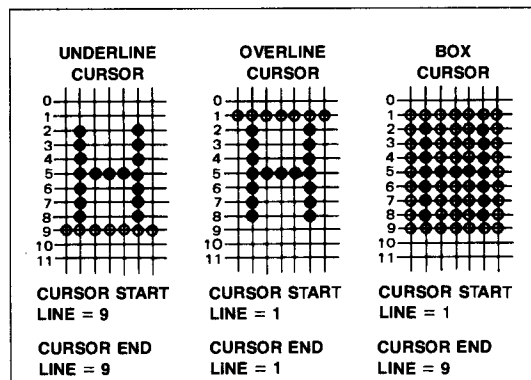 UNDERLINE
CURSOR
0
1
2
3
4
5
6
7
8
9
10
11
CURSOR START
LINE = 9
CURSOR END
LINE = 9
OVERLINE
CURSOR
0
1
2
3
4
5
6
7
8
9
10
11
CURSOR START
LINE = 1
CURSOR END
LINE = 1
BOX
CURSOR
0
1
2
3
4
5
6
7
8
9
10
11
CURSOR START
LINE = 1
CURSOR END
LINE = 9